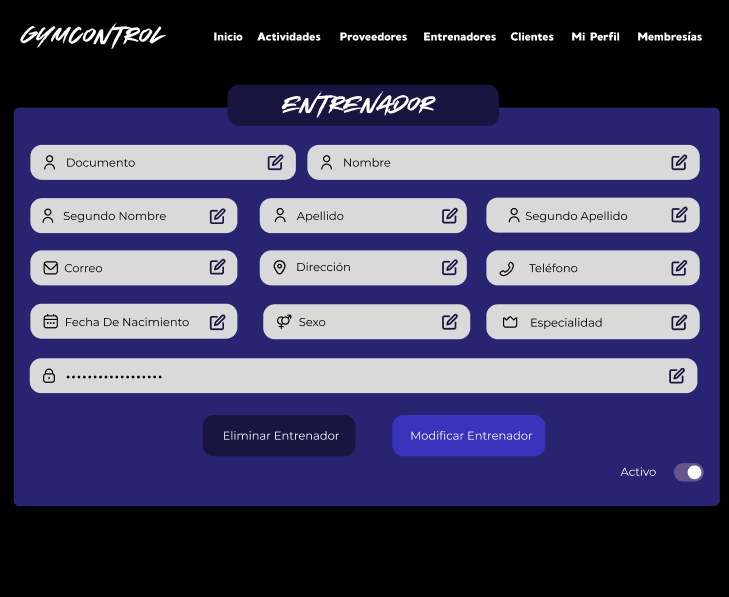 GYMCONTROL
Inicio Actividades Proveedores Entrenadores Clientes Mi Perfil Membresías
ENTRENADOR
Documento Nombre
Segundo Nombre Apellido Segundo Apellido
Correo Dirección Teléfono
Fecha De Nacimiento Sexo Especialidad
••••••••••••••••••
Eliminar Entrenador Modificar Entrenador
Activo